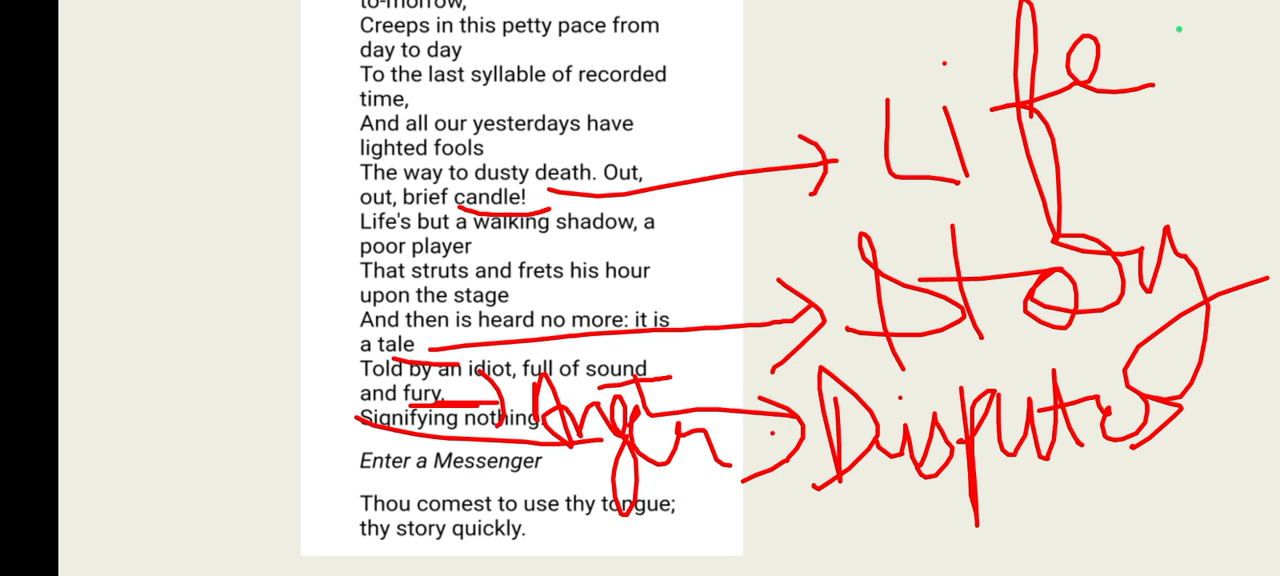 to-morrow,
Creeps in this petty pace from
day to day
To the last syllable of recorded
time,
And all our yesterdays have
lighted fools
The way to dusty death. Out,
out, brief candle!
Life's but a walking shadow, a
poor player
That struts and frets his hour
upon the stage
And then is heard no more: it is
a tale
Told by an idiot, full of sound
and fury,
Signifying nothing.
Enter a Messenger
Thou comest to use thy tongue;
thy story quickly.
Life
Story
Anger
Disputes